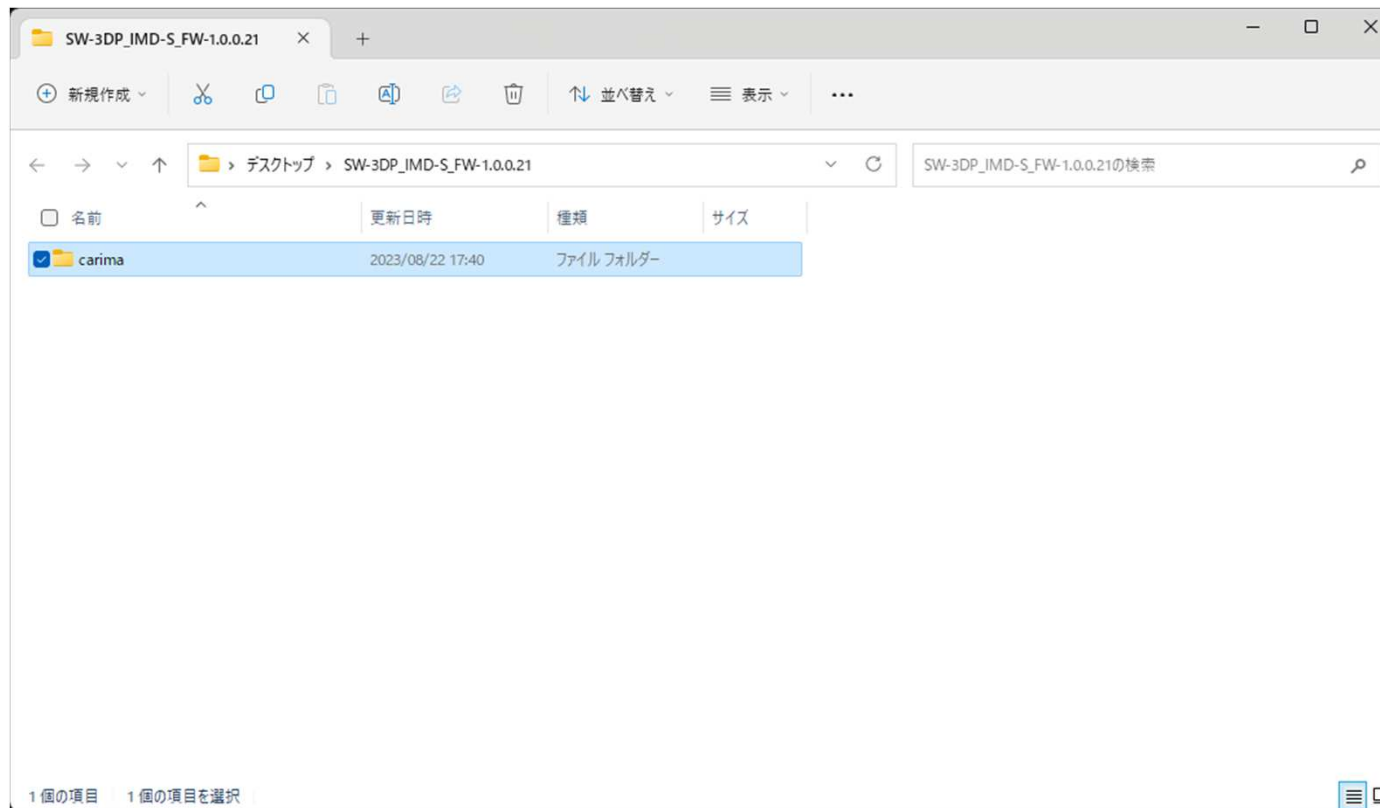 SW-3DP_IMD-S_FW-1.0.0.21
新規作成 並べ替え 表示
デスクトップ SW-3DP_IMD-S_FW-1.0.0.21 SW-3DP_IMD-S_FW-1.0.0.21の検索
名前 更新日時 種類 サイズ
carima 2023/08/22 17:40 ファイル フォルダー
1 個の項目 1 個の項目を選択